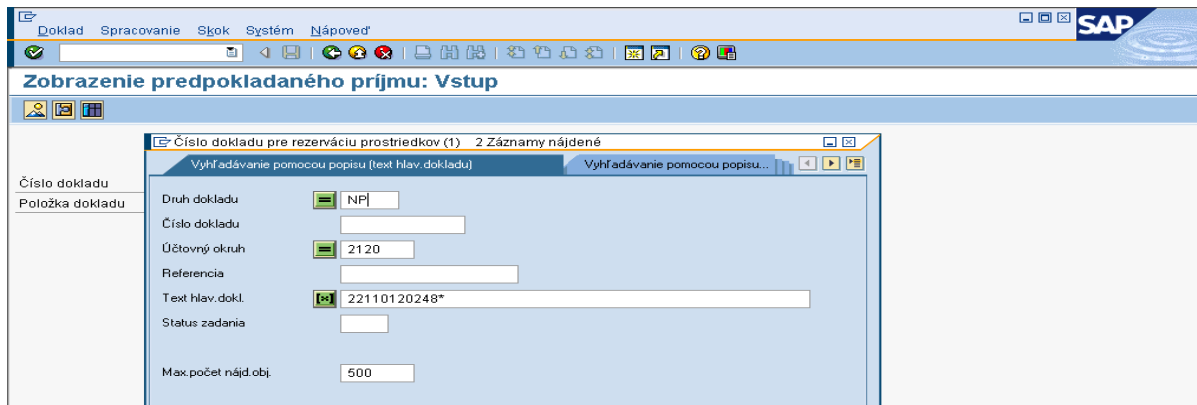 Doklad Spracovanie Skok Systém Nápoveď
SAP
Zobrazenie predpokladaného príjmu: Vstup
Číslo dokladu pre rezerváciu prostriedkov (1) 2 Záznamy nájdené
Vyhľadávanie pomocou popisu (text hlav.dokladu) Vyhľadávanie pomocou popisu...
Číslo dokladu
Položka dokladu
Druh dokladu NP
Číslo dokladu
Účtovný okruh 2120
Referencia
Text hlav.dokl. 22110120248*
Status zadania
Max.počet nájd.obj. 500